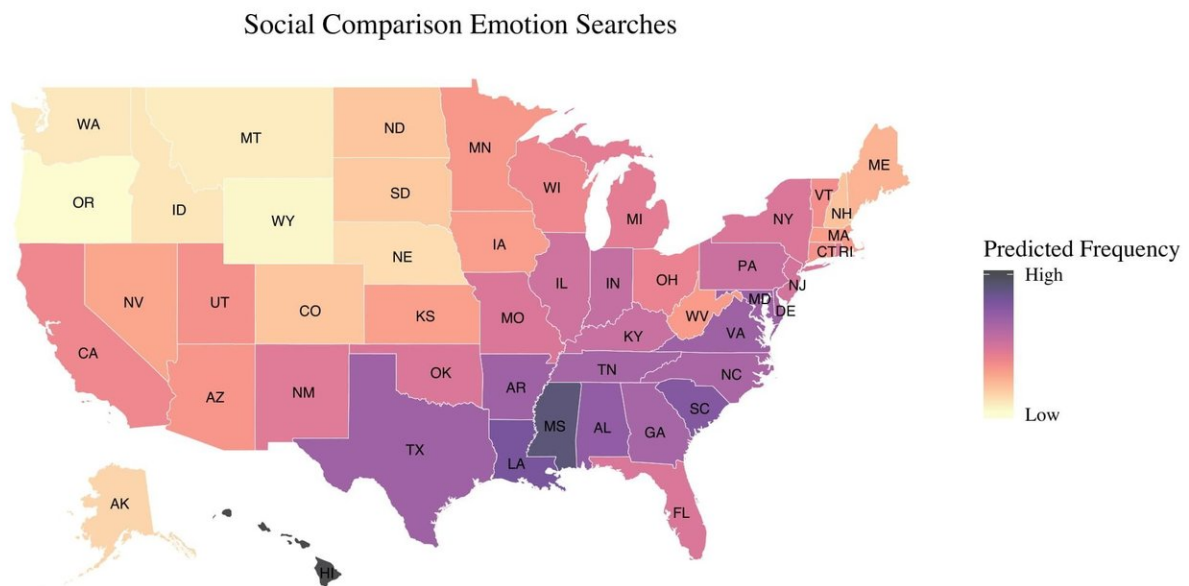 Social Comparison Emotion Searches
WA
MT
ND
MN
ME
OR
ID
WY
SD
WI
MI
VT
NH
NY
MA
CT RI
NE
IA
PA
NJ
NV
UT
CO
KS
MO
IL
IN
OH
WV
MD
DE
VA
KY
CA
AZ
NM
OK
AR
TN
NC
SC
TX
LA
MS
AL
GA
FL
AK
HI
Predicted Frequency
High
Low